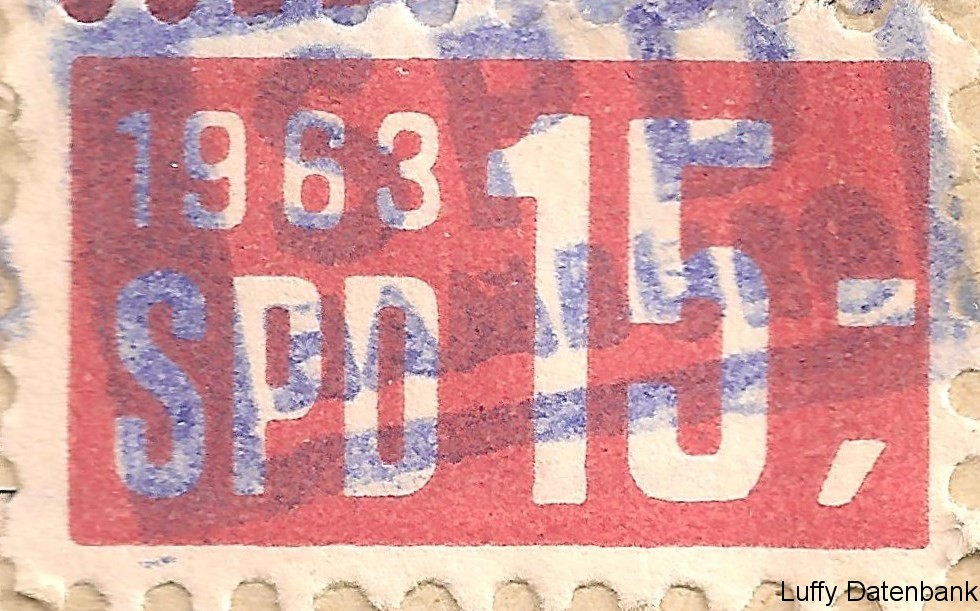 1963
SPD 15,-
Luffy Datenbank